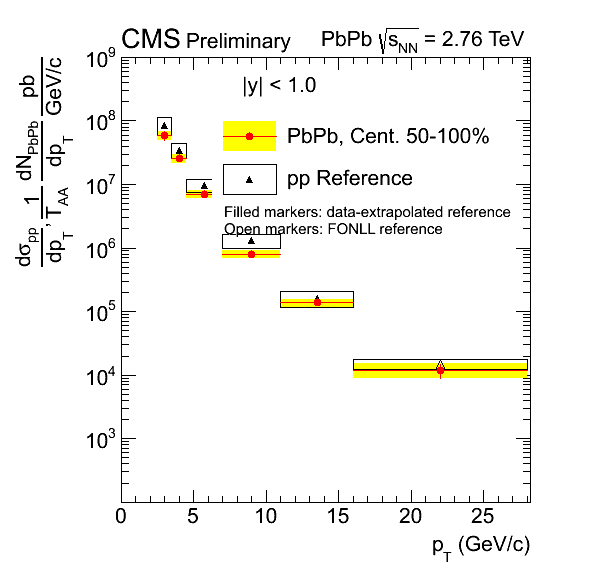 CMS Preliminary PbPb √s_NN = 2.76 TeV
|y| < 1.0
PbPb, Cent. 50-100%
pp Reference
Filled markers: data-extrapolated reference
Open markers: FONLL reference
dσ_pp/dp_T, 1/T_AA dN_PbPb/dp_T pb/GeV/c
10^9
10^8
10^7
10^6
10^5
10^4
10^3
0 5 10 15 20 25
p_T (GeV/c)